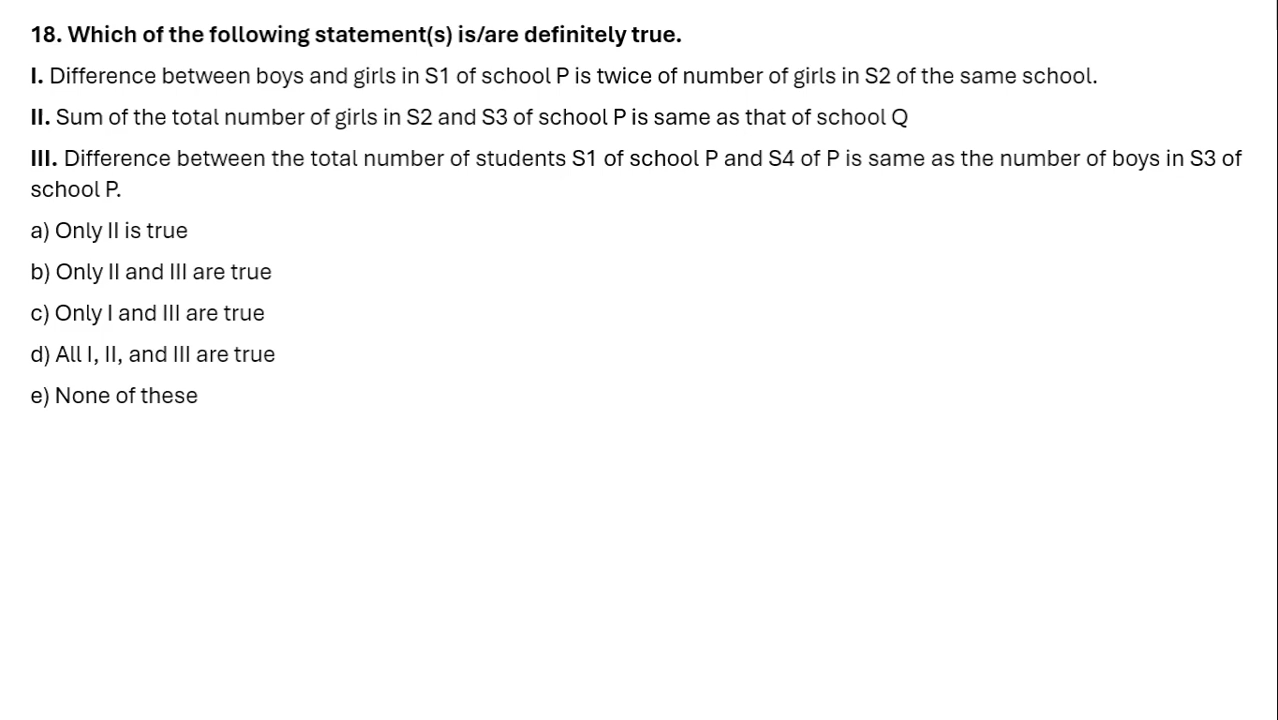 18. Which of the following statement(s) is/are definitely true.
I. Difference between boys and girls in S1 of school P is twice of number of girls in S2 of the same school.
II. Sum of the total number of girls in S2 and S3 of school P is same as that of school Q
III. Difference between the total number of students S1 of school P and S4 of P is same as the number of boys in S3 of
school P.
a) Only II is true
b) Only II and III are true
c) Only I and III are true
d) All I, II, and III are true
e) None of these